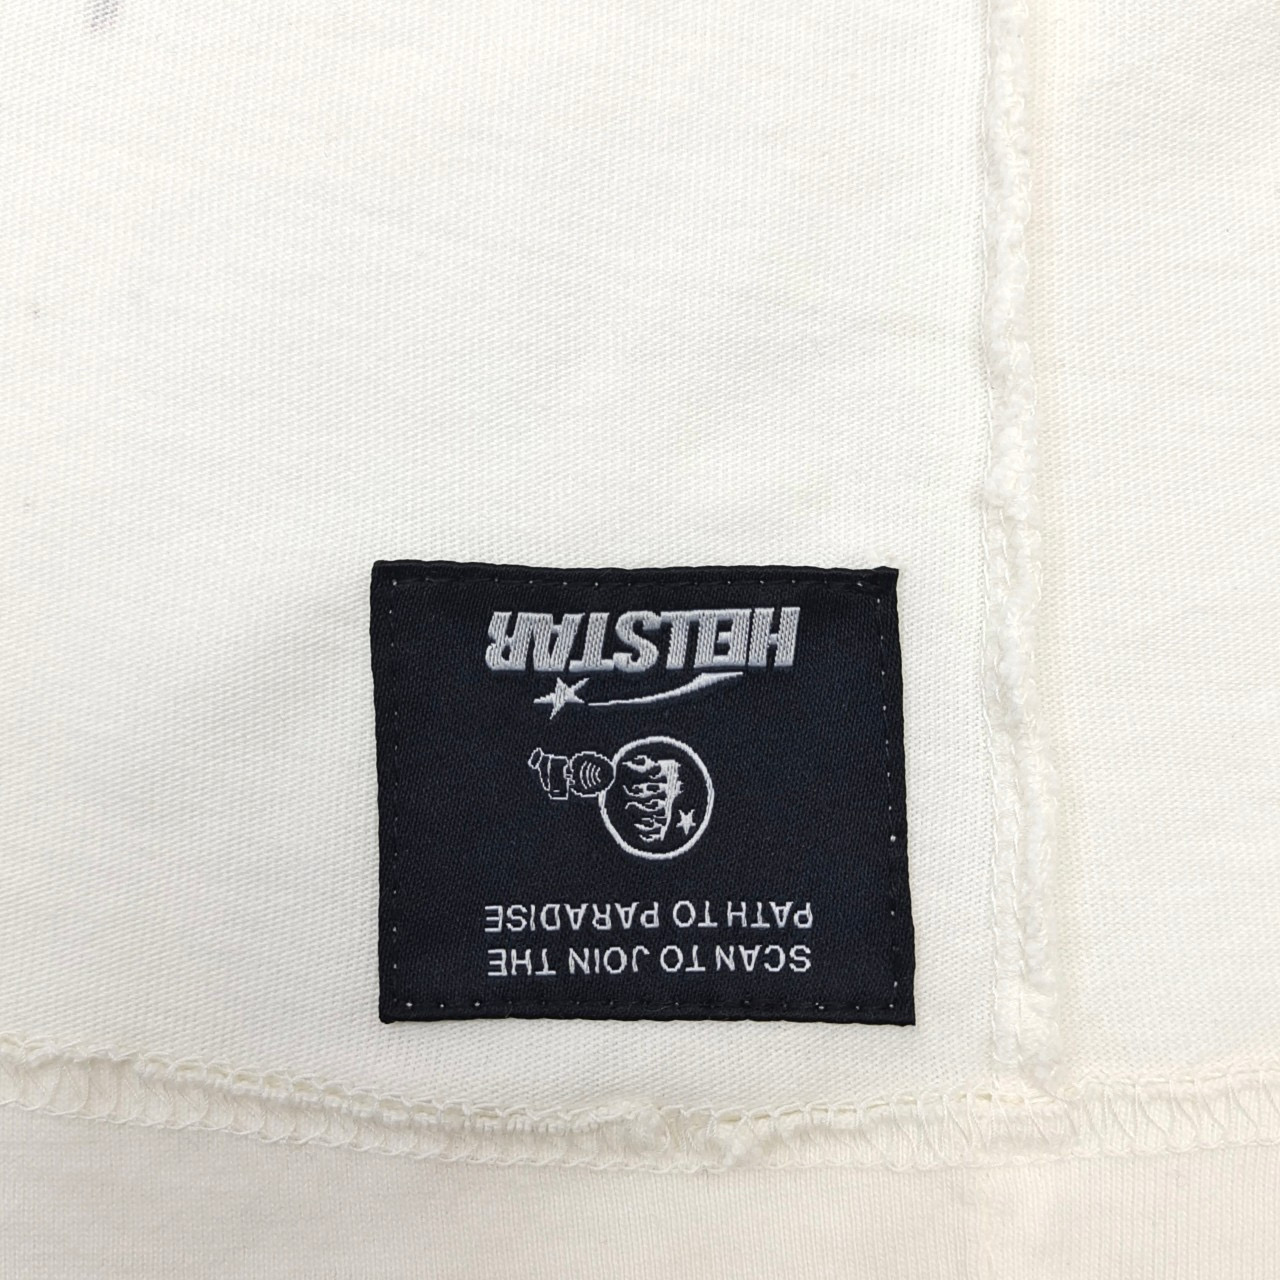 HELLSTAR
SCAN TO JOIN THE
PATH TO PARADISE